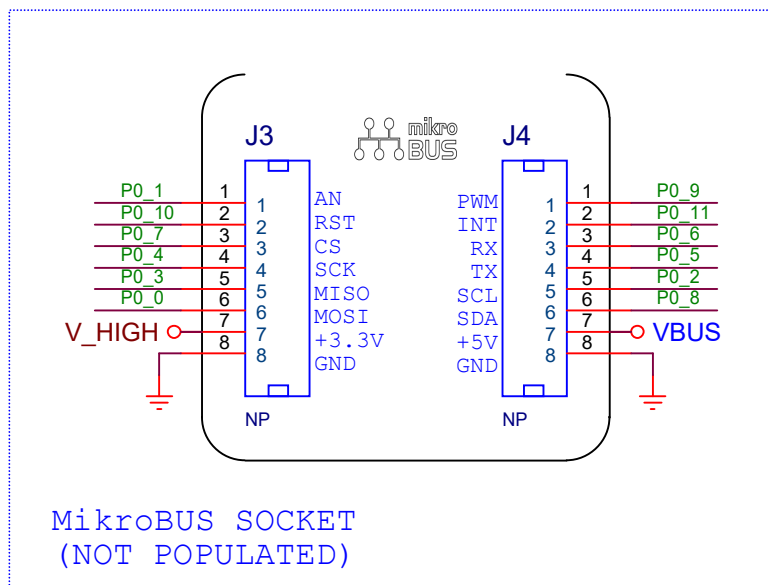 mikro
BUS
J3
J4
P0_1 1 1 AN
P0_10 2 2 RST
P0_7 3 3 CS
P0_4 4 4 SCK
P0_3 5 5 MISO
P0_0 6 6 MOSI
V_HIGH 7 7 +3.3V
8 8 GND
NP
PWM 1 1 P0_9
INT 2 2 P0_11
RX 3 3 P0_6
TX 4 4 P0_5
SCL 5 5 P0_2
SDA 6 6 P0_8
+5V 7 7 VBUS
GND 8 8
NP
MikroBUS SOCKET
(NOT POPULATED)